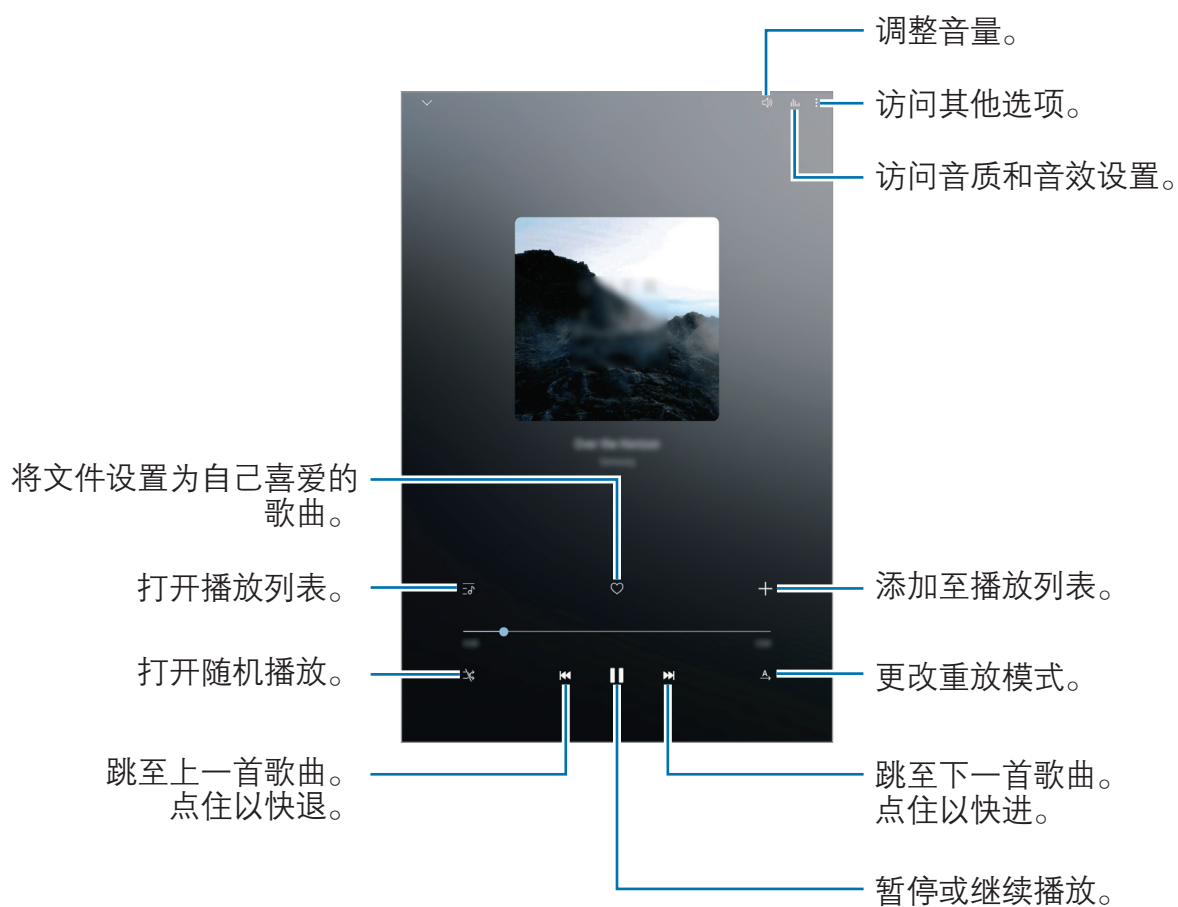 调整音量。
访问其他选项。
访问音质和音效设置。
将文件设置为自己喜爱的
歌曲。
打开播放列表。
添加至播放列表。
打开随机播放。
更改重放模式。
跳至上一首歌曲。
点住以快退。
跳至下一首歌曲。
点住以快进。
暂停或继续播放。